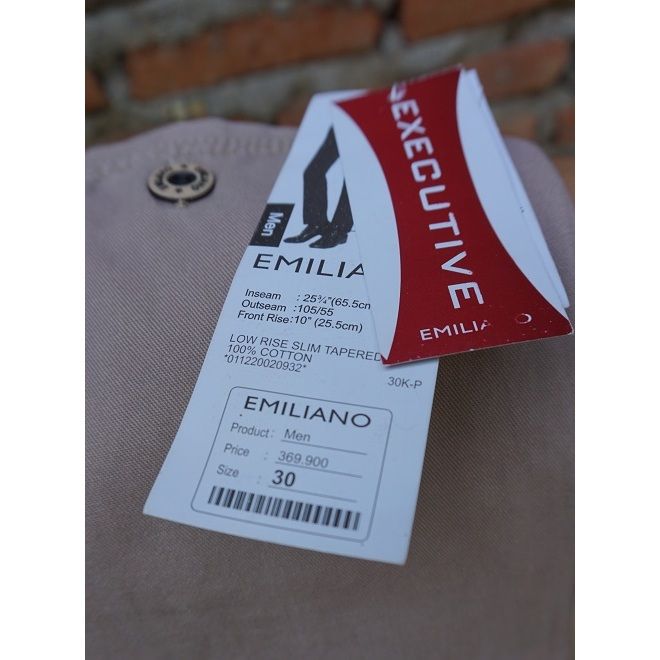 EXECUTIVE
EMILIA O
Men
EMILIA
Inseam : 25¾"(65.5cm
Outseam :105/55
Front Rise:10" (25.5cm)
LOW RISE SLIM TAPERED
100% COTTON
*011220020932*
30K-P
EMILIANO
Product: Men
Price : 369.900
Size : 30